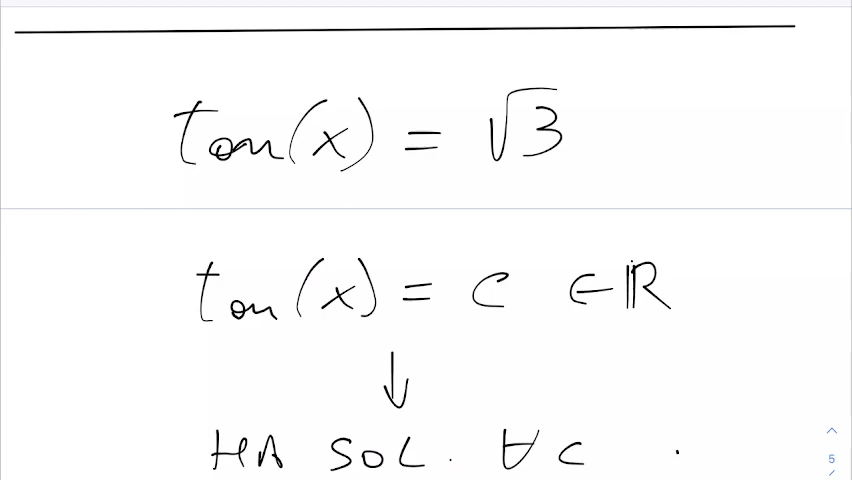 tan(x) = √3
tan(x) = c ∈ ℝ
↓
HA SOL. ∀ c .
5